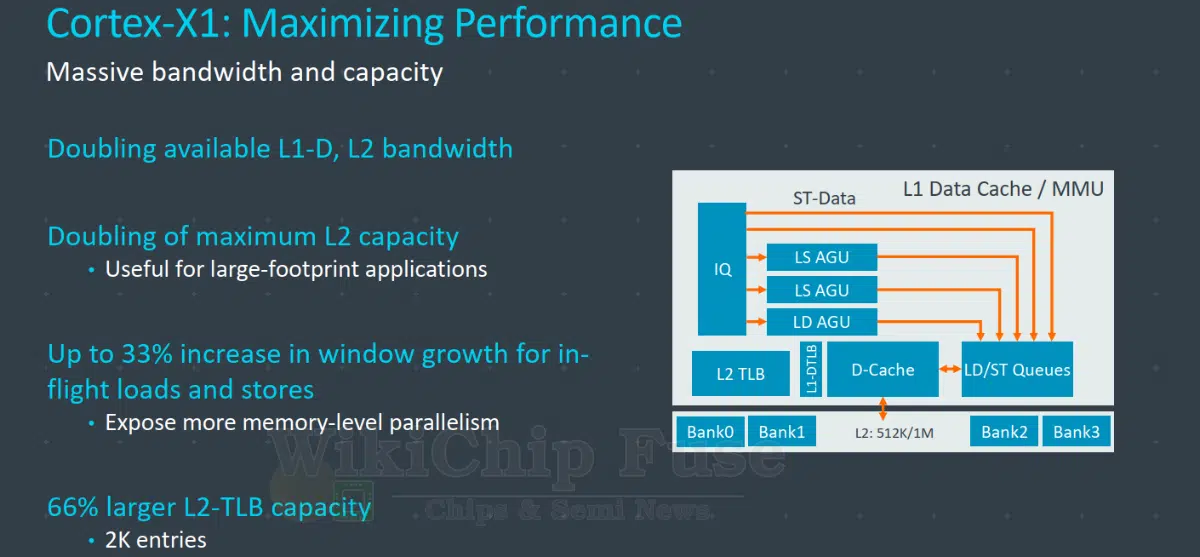 Cortex-X1: Maximizing Performance
Massive bandwidth and capacity
Doubling available L1-D, L2 bandwidth
Doubling of maximum L2 capacity
• Useful for large-footprint applications
Up to 33% increase in window growth for in-
flight loads and stores
• Expose more memory-level parallelism
66% larger L2-TLB capacity
• 2K entries
L1 Data Cache / MMU
ST-Data
IQ
LS AGU
LS AGU
LD AGU
L2 TLB
L1-DTLB
D-Cache
LD/ST Queues
Bank0
Bank1
L2: 512K/1M
Bank2
Bank3
WikiChip Fuse
Chips & Semi News